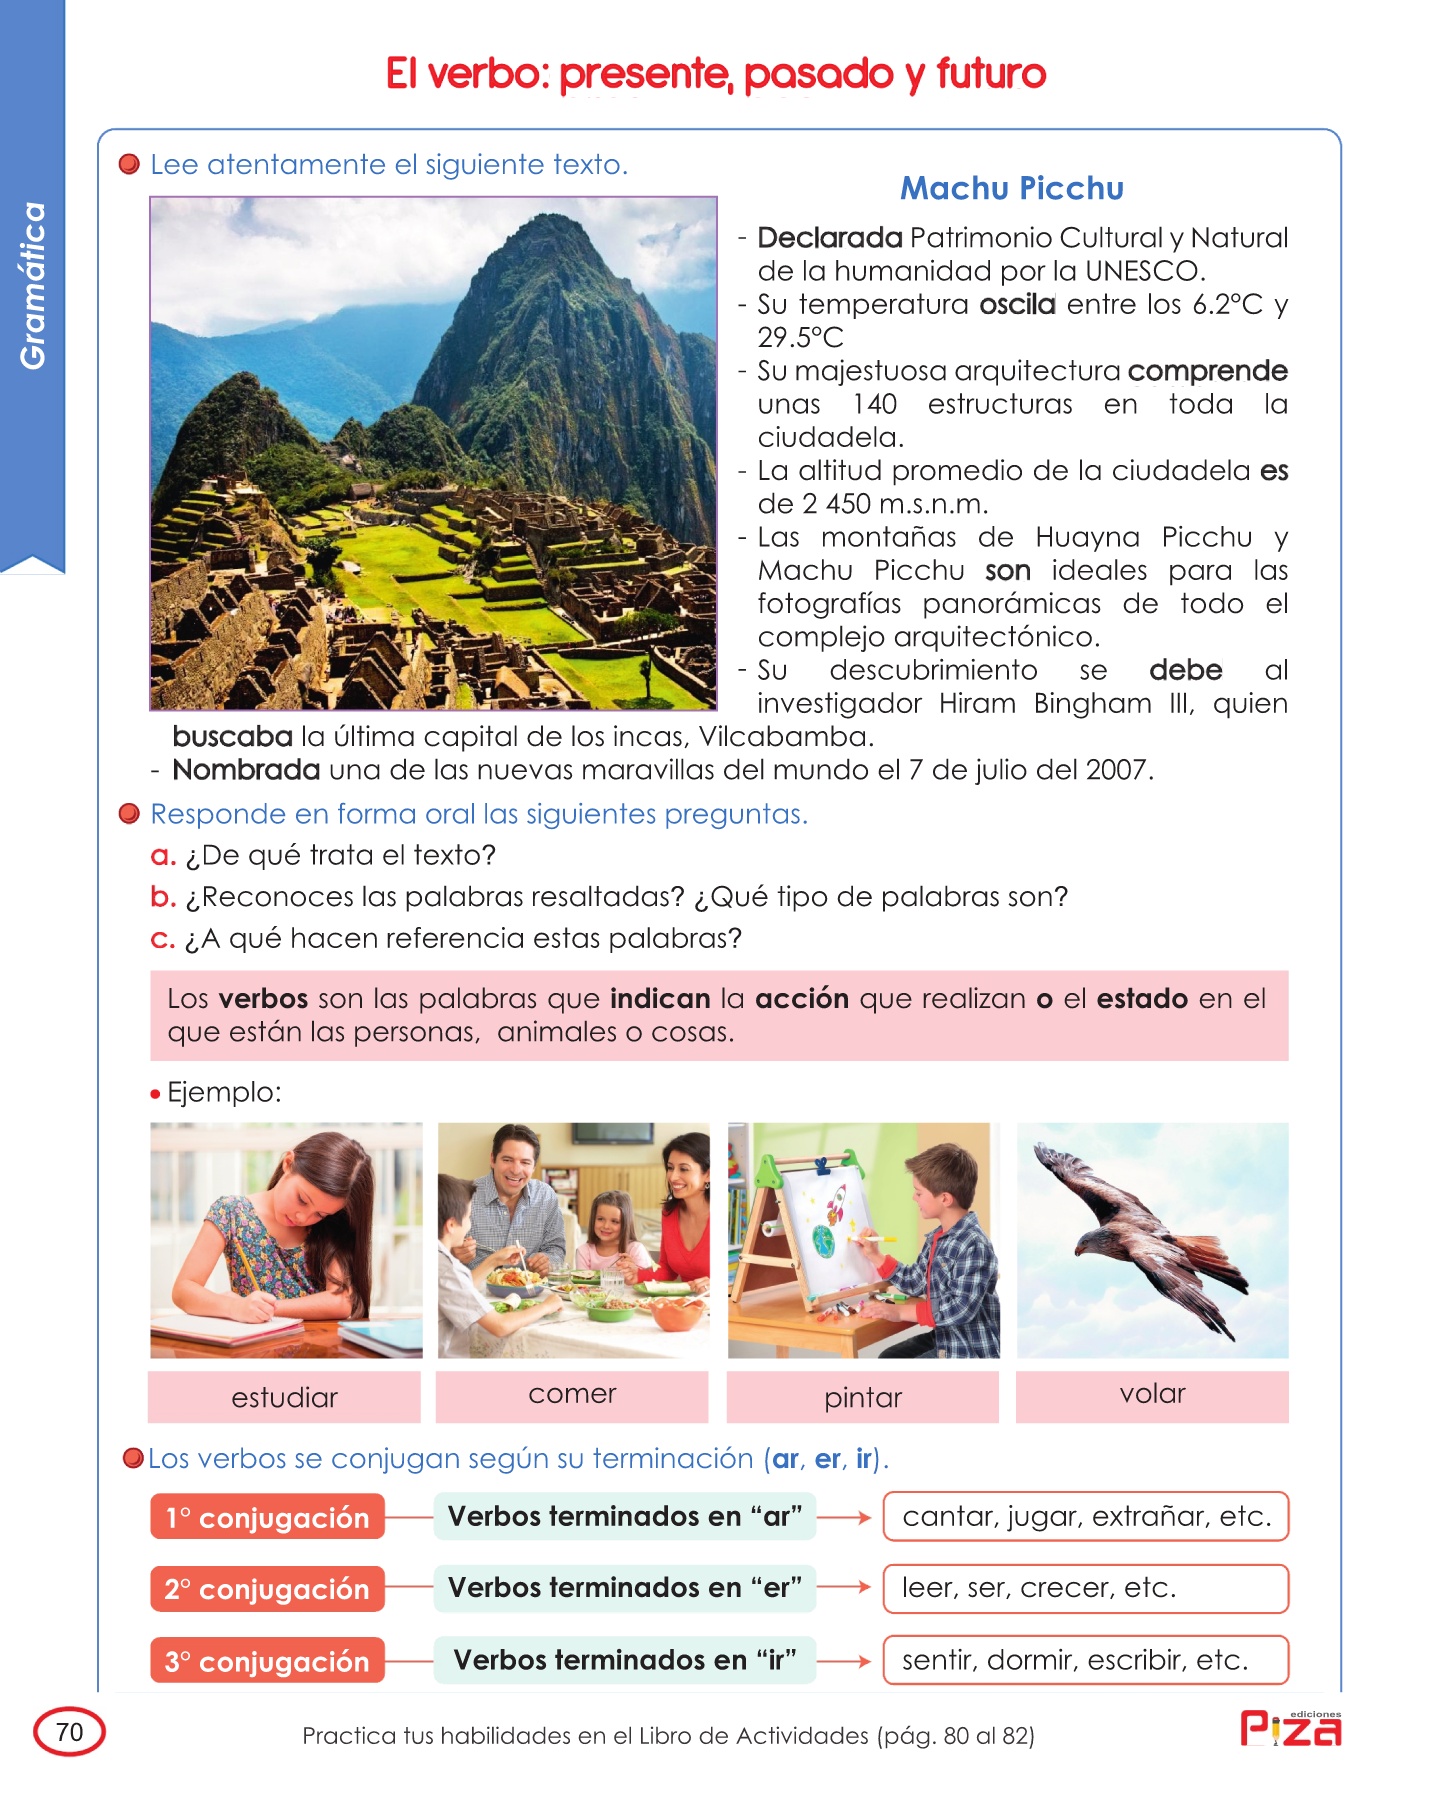 El verbo: presente, pasado y futuro
Gramática
Lee atentamente el siguiente texto.
Machu Picchu
- Declarada Patrimonio Cultural y Natural
de la humanidad por la UNESCO.
- Su temperatura oscila entre los 6.2°C y
29.5°C
- Su majestuosa arquitectura comprende
unas 140 estructuras en toda la
ciudadela.
- La altitud promedio de la ciudadela es
de 2 450 m.s.n.m.
- Las montañas de Huayna Picchu y
Machu Picchu son ideales para las
fotografías panorámicas de todo el
complejo arquitectónico.
- Su descubrimiento se debe al
investigador Hiram Bingham III, quien
buscaba la última capital de los incas, Vilcabamba.
- Nombrada una de las nuevas maravillas del mundo el 7 de julio del 2007.
Responde en forma oral las siguientes preguntas.
a. ¿De qué trata el texto?
b. ¿Reconoces las palabras resaltadas? ¿Qué tipo de palabras son?
c. ¿A qué hacen referencia estas palabras?
Los verbos son las palabras que indican la acción que realizan o el estado en el
que están las personas, animales o cosas.
• Ejemplo:
estudiar
comer
pintar
volar
Los verbos se conjugan según su terminación (ar, er, ir).
1° conjugación
Verbos terminados en “ar”
cantar, jugar, extrañar, etc.
2° conjugación
Verbos terminados en “er”
leer, ser, crecer, etc.
3° conjugación
Verbos terminados en “ir”
sentir, dormir, escribir, etc.
70
Practica tus habilidades en el Libro de Actividades (pág. 80 al 82)
ediciones
Piza